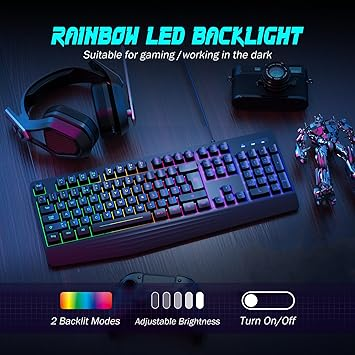 RAINBOW LED BACKLIGHT
Suitable for gaming /working in the dark
2 Backlit Modes
Adjustable Brightness
Turn On/Off